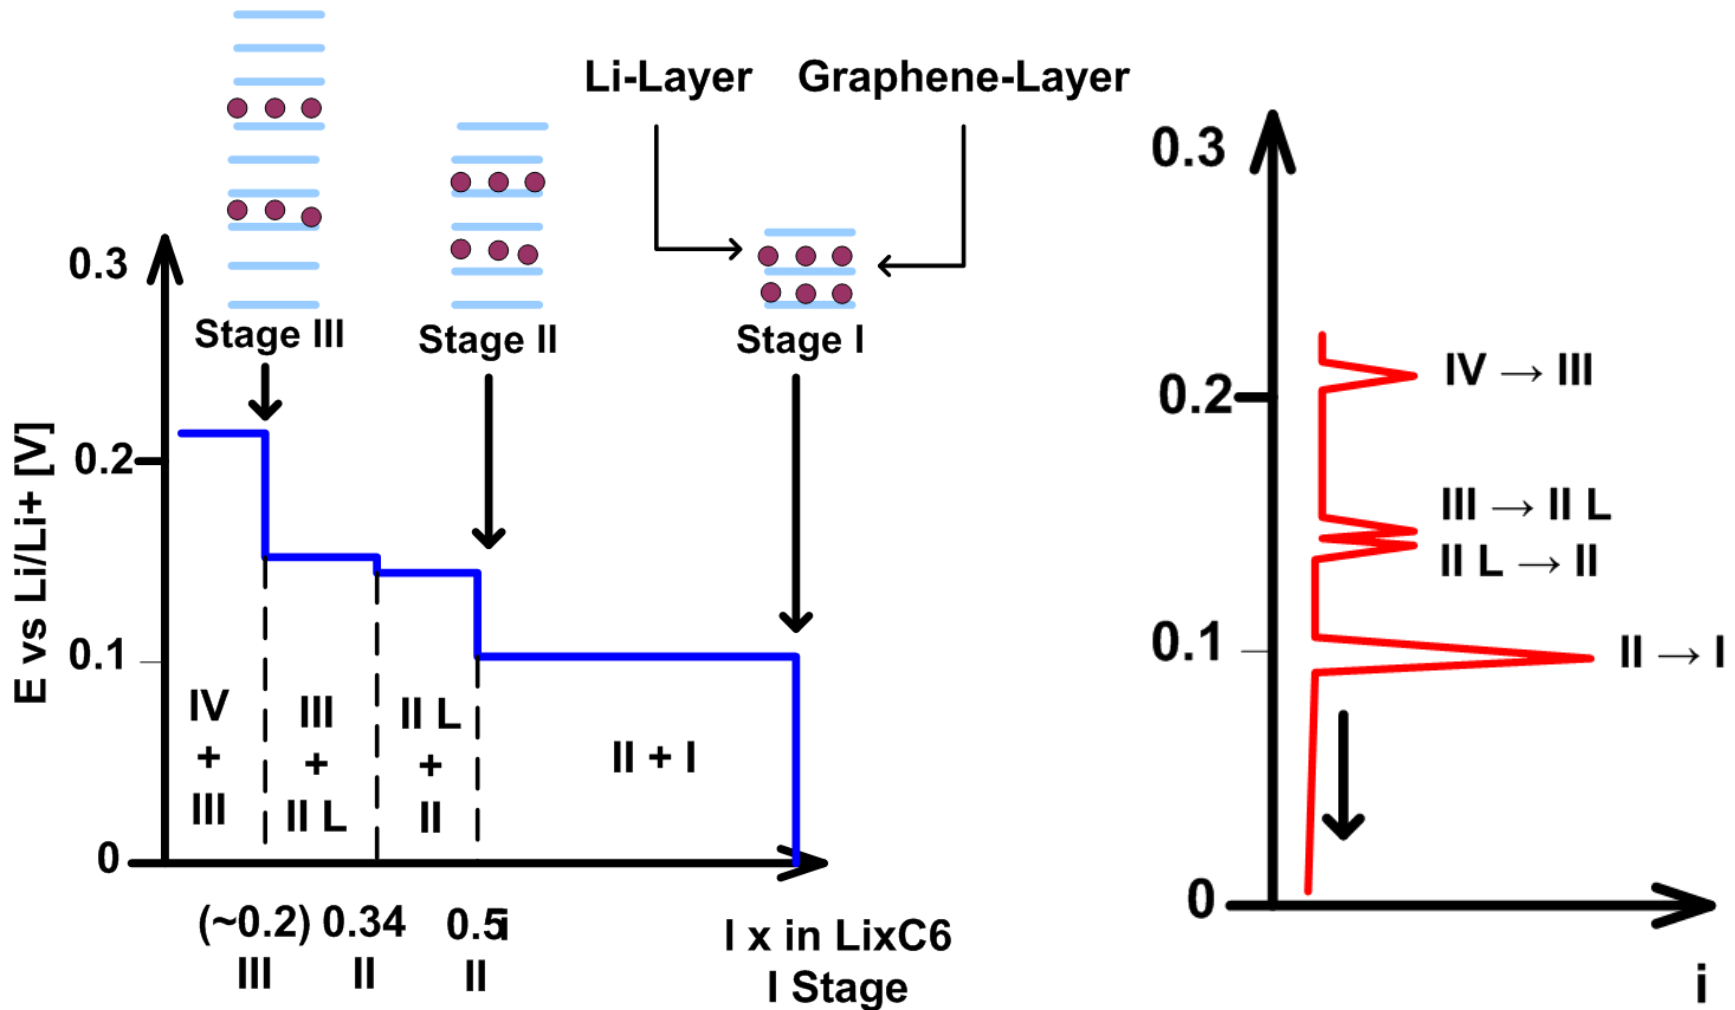 Li-Layer
Graphene-Layer
Stage III
Stage II
Stage I
E vs Li/Li+ [V]
0.3
0.2
0.1
0
IV
+
III
III
+
II L
II L
+
II
II + I
(~0.2)
III
0.34
II
0.5i
II
I x in LixC6
I Stage
0.3
0.2
0.1
0
IV → III
III → II L
II L → II
II → I
i